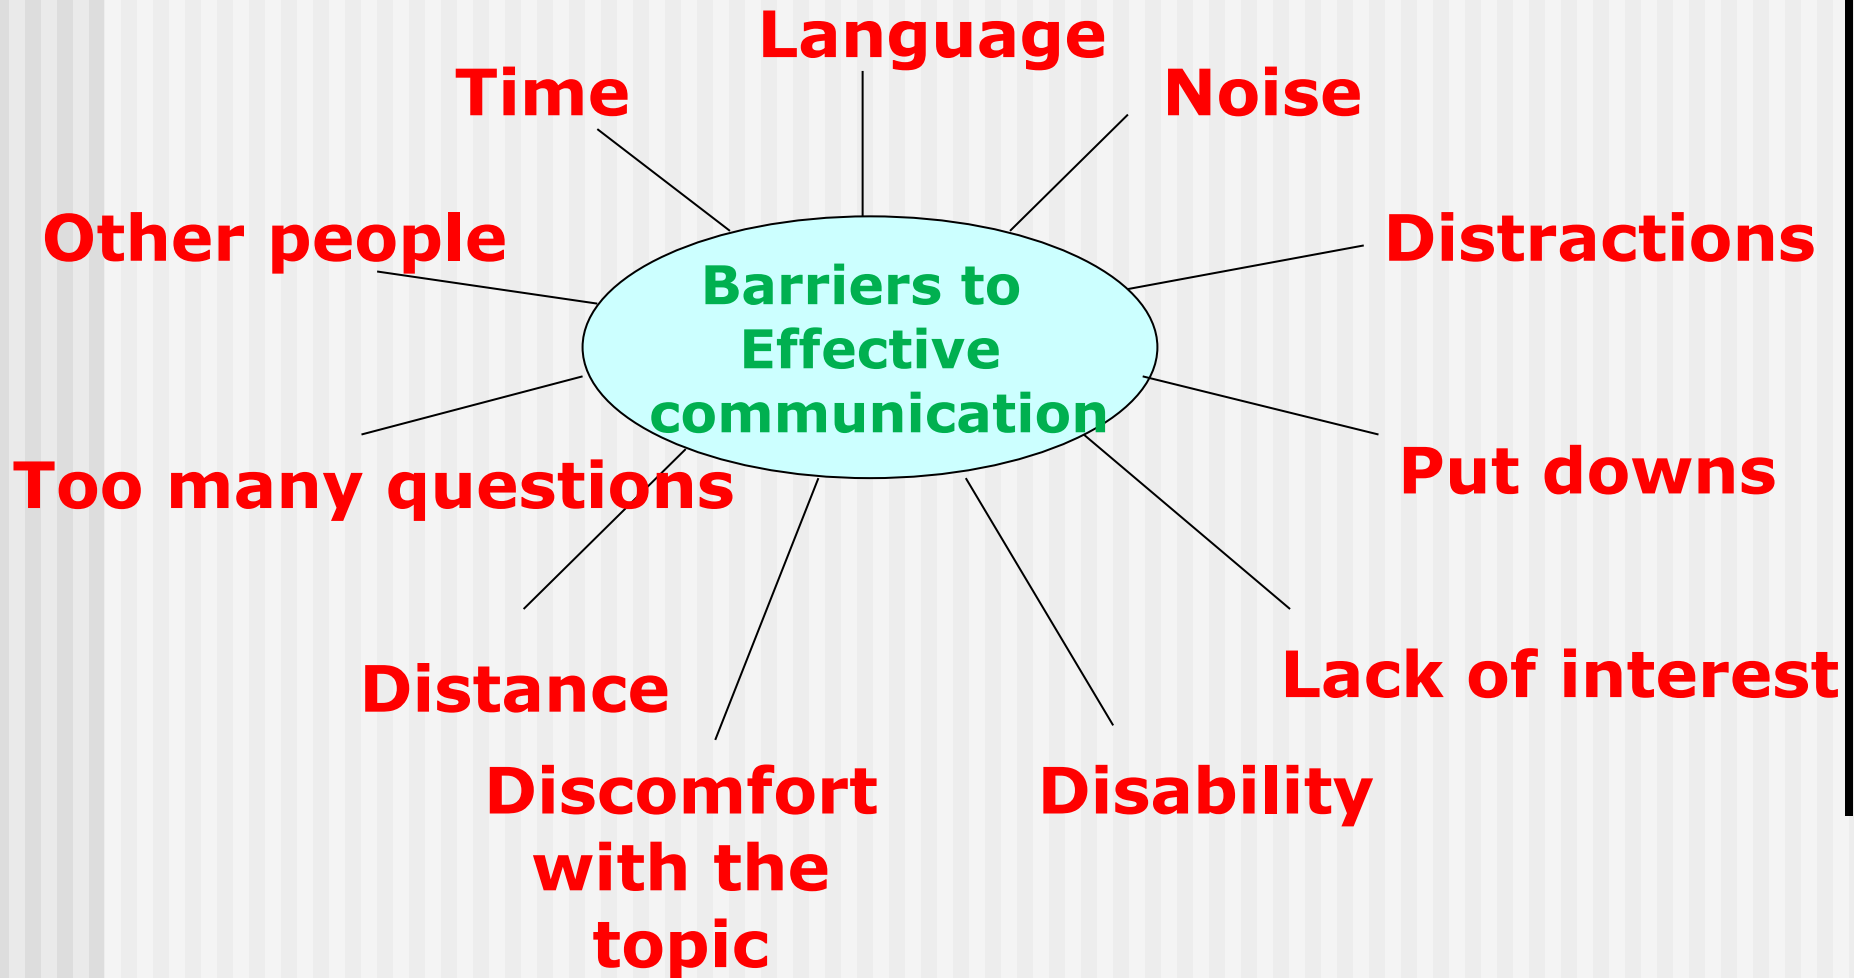 Language
Time
Noise
Other people
Distractions
Barriers to
Effective
communication
Too many questions
Put downs
Distance
Lack of interest
Discomfort
with the
topic
Disability